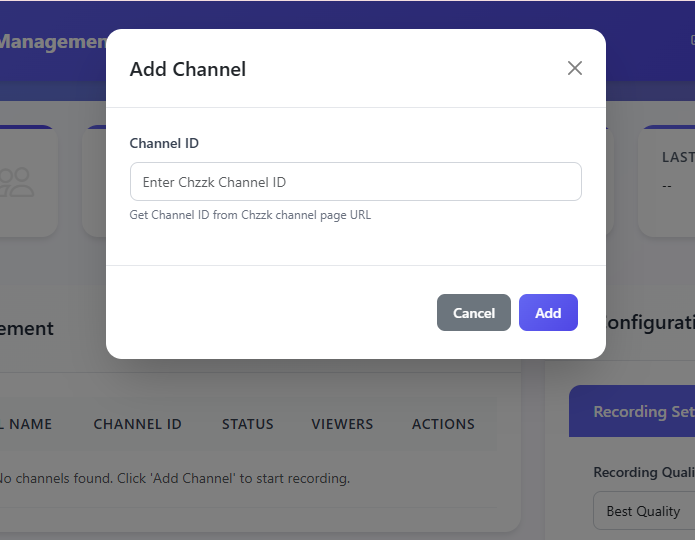 Management
Add Channel
Channel ID
Enter Chzzk Channel ID
Get Channel ID from Chzzk channel page URL
LAST
--
Cancel
Add
ement
onfigurati
L NAME CHANNEL ID STATUS VIEWERS ACTIONS
No channels found. Click 'Add Channel' to start recording.
Recording Set
Recording Quali
Best Quality